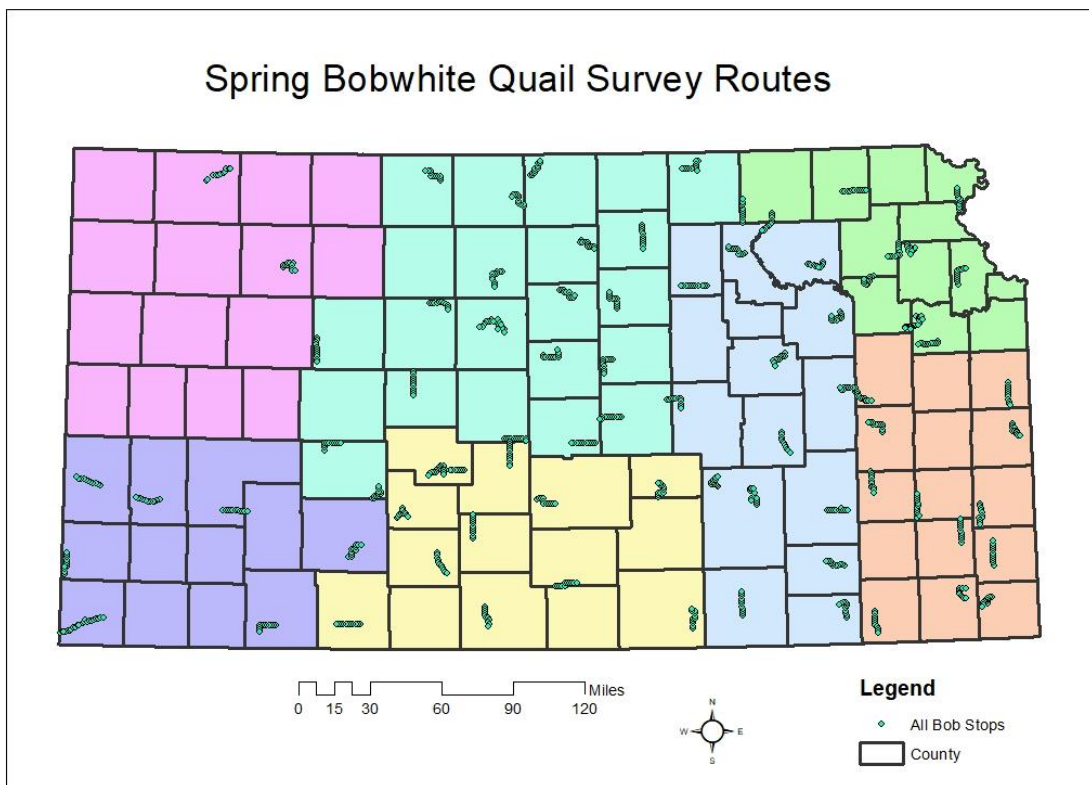 Spring Bobwhite Quail Survey Routes
Miles
0 15 30 60 90 120
N
W E
S
Legend
All Bob Stops
County